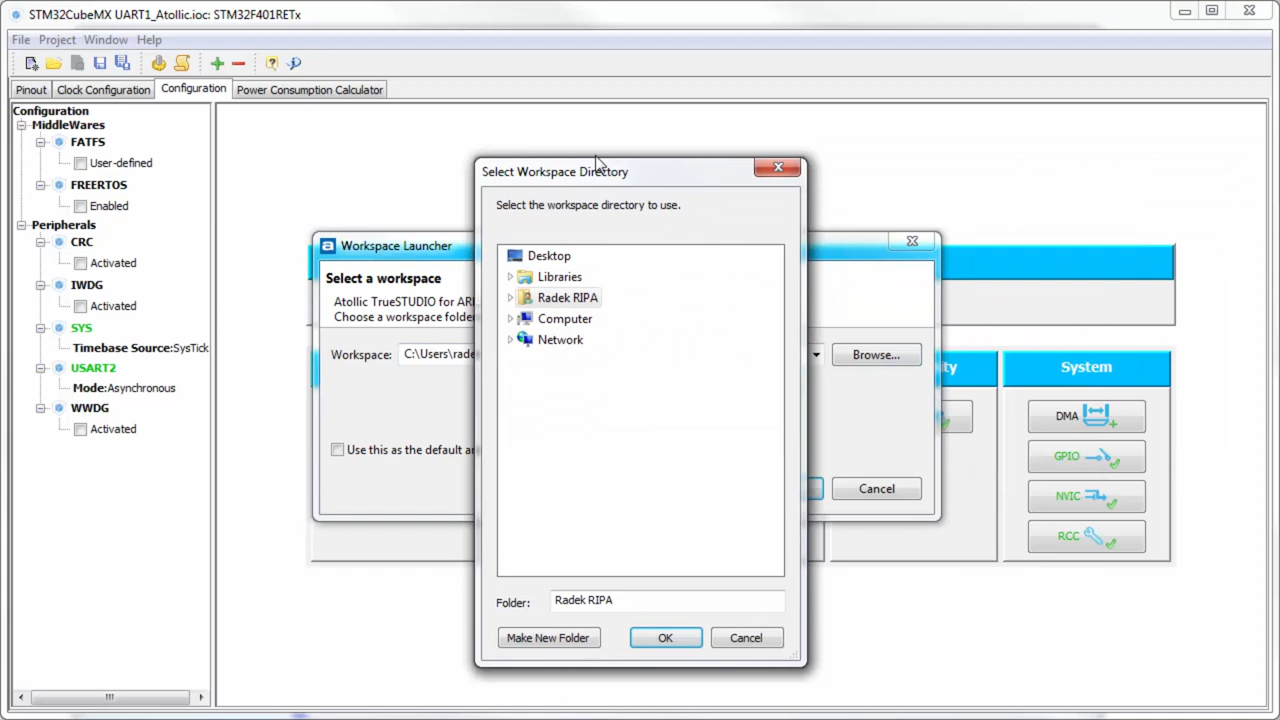 STM32CubeMX UART1_Atollic.ioc: STM32F401RETx
File Project Window Help
Pinout Clock Configuration Configuration Power Consumption Calculator
Configuration
MiddleWares
FATFS
User-defined
FREERTOS
Enabled
Peripherals
CRC
Activated
IWDG
Activated
SYS
Timebase Source:SysTick
USART2
Mode:Asynchronous
WWDG
Activated
Workspace Launcher
Select a workspace
Atollic TrueSTUDIO for
Choose a workspace
Workspace: C:\Users\
Browse...
Use this as the default
Cancel
Select Workspace Directory
Select the workspace directory to use.
Desktop
Libraries
Radek RIPA
Computer
Network
Folder: Radek RIPA
Make New Folder OK Cancel
System
DMA
GPIO
NVIC
RCC